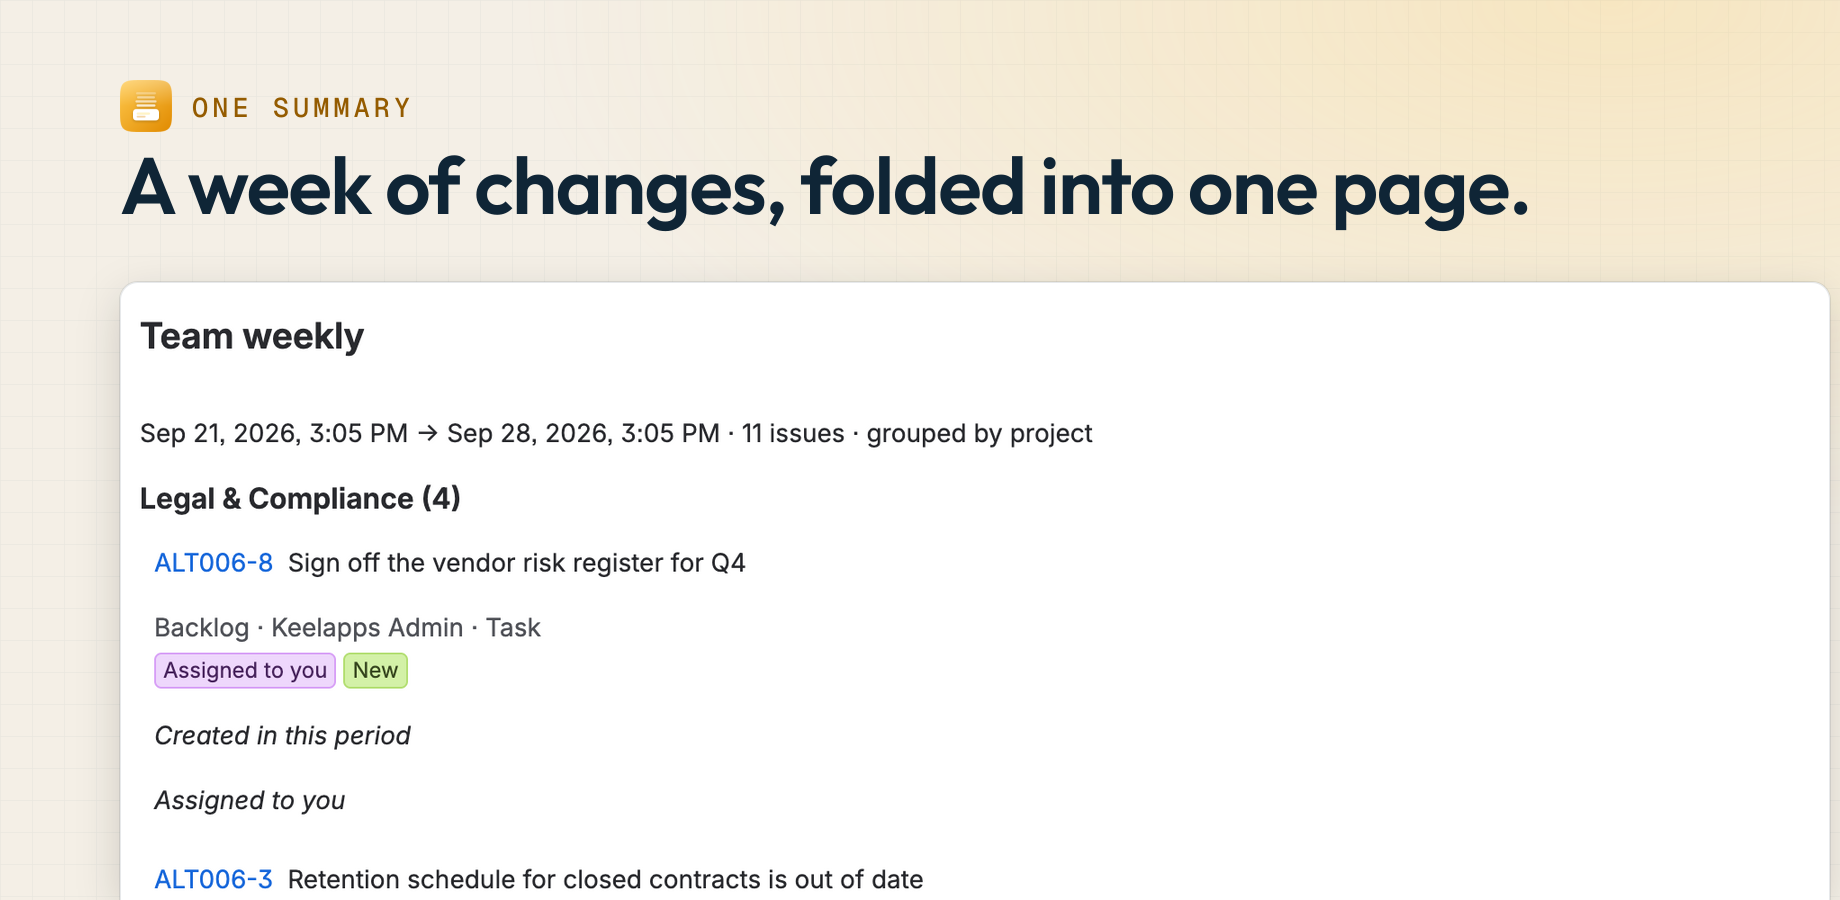 ONE SUMMARY
A week of changes, folded into one page.
Team weekly
Sep 21, 2026, 3:05 PM → Sep 28, 2026, 3:05 PM · 11 issues · grouped by project
Legal & Compliance (4)
ALT006-8 Sign off the vendor risk register for Q4
Backlog · Keelapps Admin · Task
Assigned to you New
Created in this period
Assigned to you
ALT006-3 Retention schedule for closed contracts is out of date